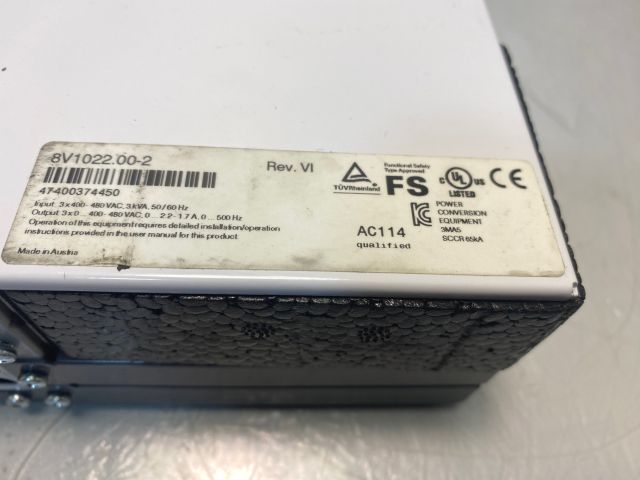 8V1022.00-2
Rev. VI
47400374450
Input 3 x 400-480 VAC, 3 kVA, 50/60 Hz
Output 3 x 0 ... 400-480 VAC, 0 ... 2.2-1.7 A, 0 ... 500 Hz
Operation of this equipment requires detailed installation/operation
instructions provided in the user manual for this product
Made in Austria
TÜVRheinland
Functional Safety
Type Approved
FS
AC114
qualified
C UL US
LISTED
CE
POWER
CONVERSION
EQUIPMENT
3MA5
SCCR 65kA